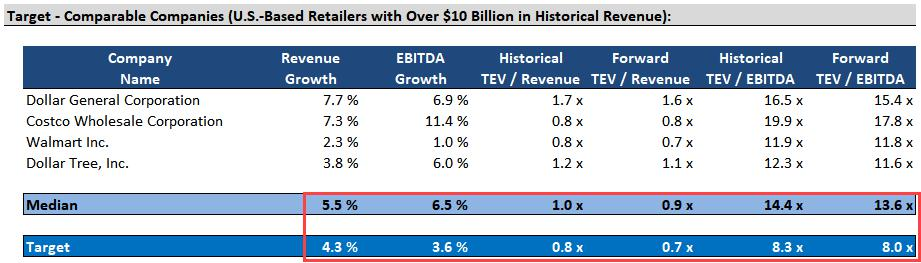 Target - Comparable Companies (U.S.-Based Retailers with Over $10 Billion in Historical Revenue):
Company Revenue EBITDA Historical Forward Historical Forward
Name Growth Growth TEV / Revenue TEV / Revenue TEV / EBITDA TEV / EBITDA
Dollar General Corporation 7.7 % 6.9 % 1.7 x 1.6 x 16.5 x 15.4 x
Costco Wholesale Corporation 7.3 % 11.4 % 0.8 x 0.8 x 19.9 x 17.8 x
Walmart Inc. 2.3 % 1.0 % 0.8 x 0.7 x 11.9 x 11.8 x
Dollar Tree, Inc. 3.8 % 6.0 % 1.2 x 1.1 x 12.3 x 11.6 x
Median 5.5 % 6.5 % 1.0 x 0.9 x 14.4 x 13.6 x
Target 4.3 % 3.6 % 0.8 x 0.7 x 8.3 x 8.0 x